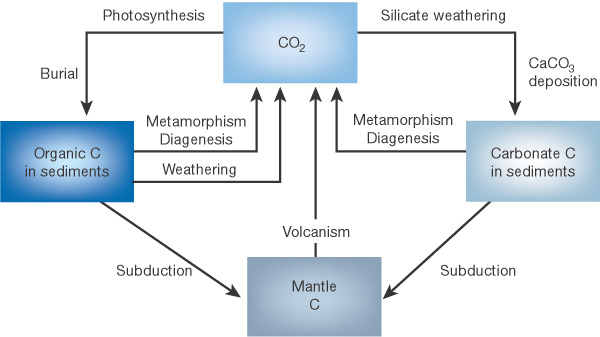 Photosynthesis
Silicate weathering
CO₂
Burial
CaCO₃
deposition
Metamorphism
Diagenesis
Metamorphism
Diagenesis
Organic C
in sediments
Weathering
Carbonate C
in sediments
Volcanism
Subduction
Subduction
Mantle
C